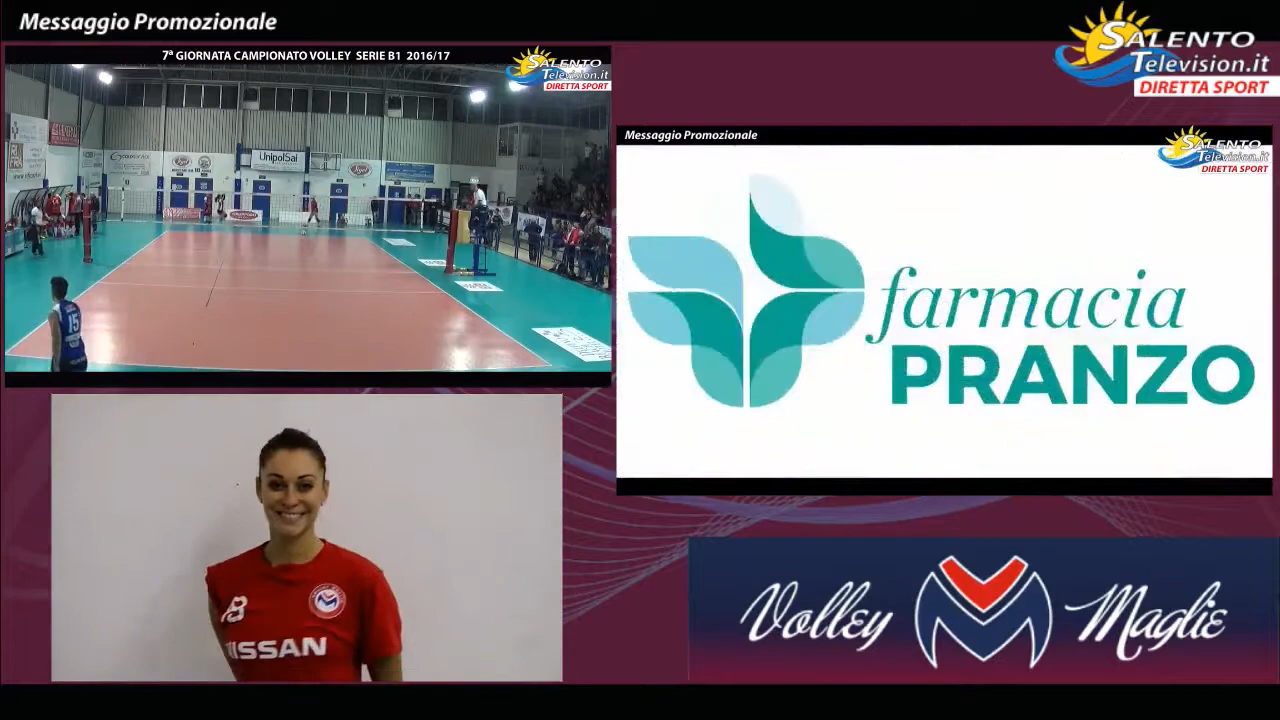 Messaggio Promozionale
SALENTO
Television.it
DIRETTA SPORT
7ª GIORNATA CAMPIONATO VOLLEY SERIE B1 2016/17
SALENTO
Television.it
DIRETTA SPORT
UnipolSai
15
Messaggio Promozionale
SALENTO
Television.it
DIRETTA SPORT
farmacia
PRANZO
NISSAN
Volley Maglie